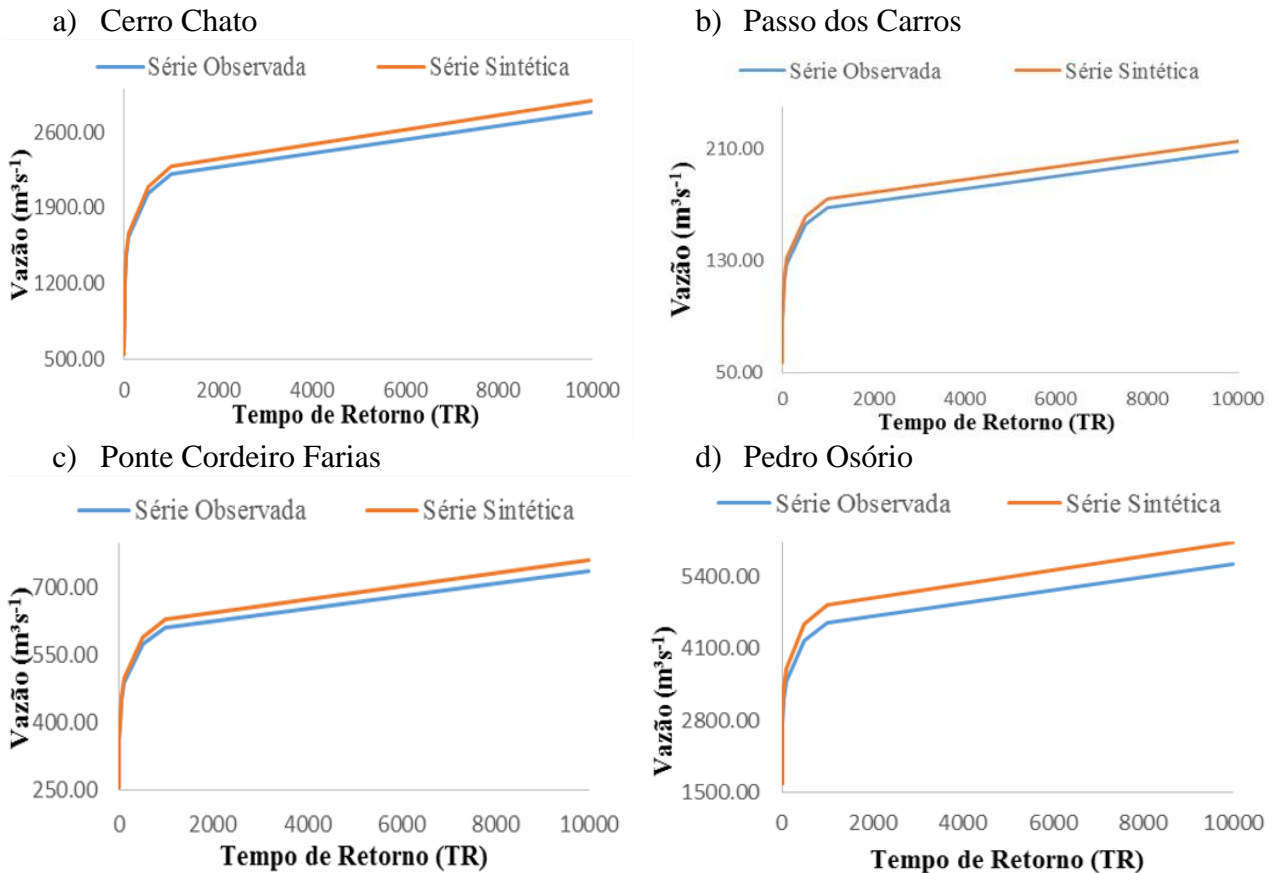 a) Cerro Chato
Série Observada Série Sintética
Vazão (m³s⁻¹)
2600.00
1900.00
1200.00
500.00
0 2000 4000 6000 8000 10000
Tempo de Retorno (TR)
b) Passo dos Carros
Série Observada Série Sintética
Vazão (m³s⁻¹)
210.00
130.00
50.00
0 2000 4000 6000 8000 10000
Tempo de Retorno (TR)
c) Ponte Cordeiro Farias
Série Observada Série Sintética
Vazão (m³s⁻¹)
700.00
550.00
400.00
250.00
0 2000 4000 6000 8000 10000
Tempo de Retorno (TR)
d) Pedro Osório
Série Observada Série Sintética
Vazão (m³s⁻¹)
5400.00
4100.00
2800.00
1500.00
0 2000 4000 6000 8000 10000
Tempo de Retorno (TR)